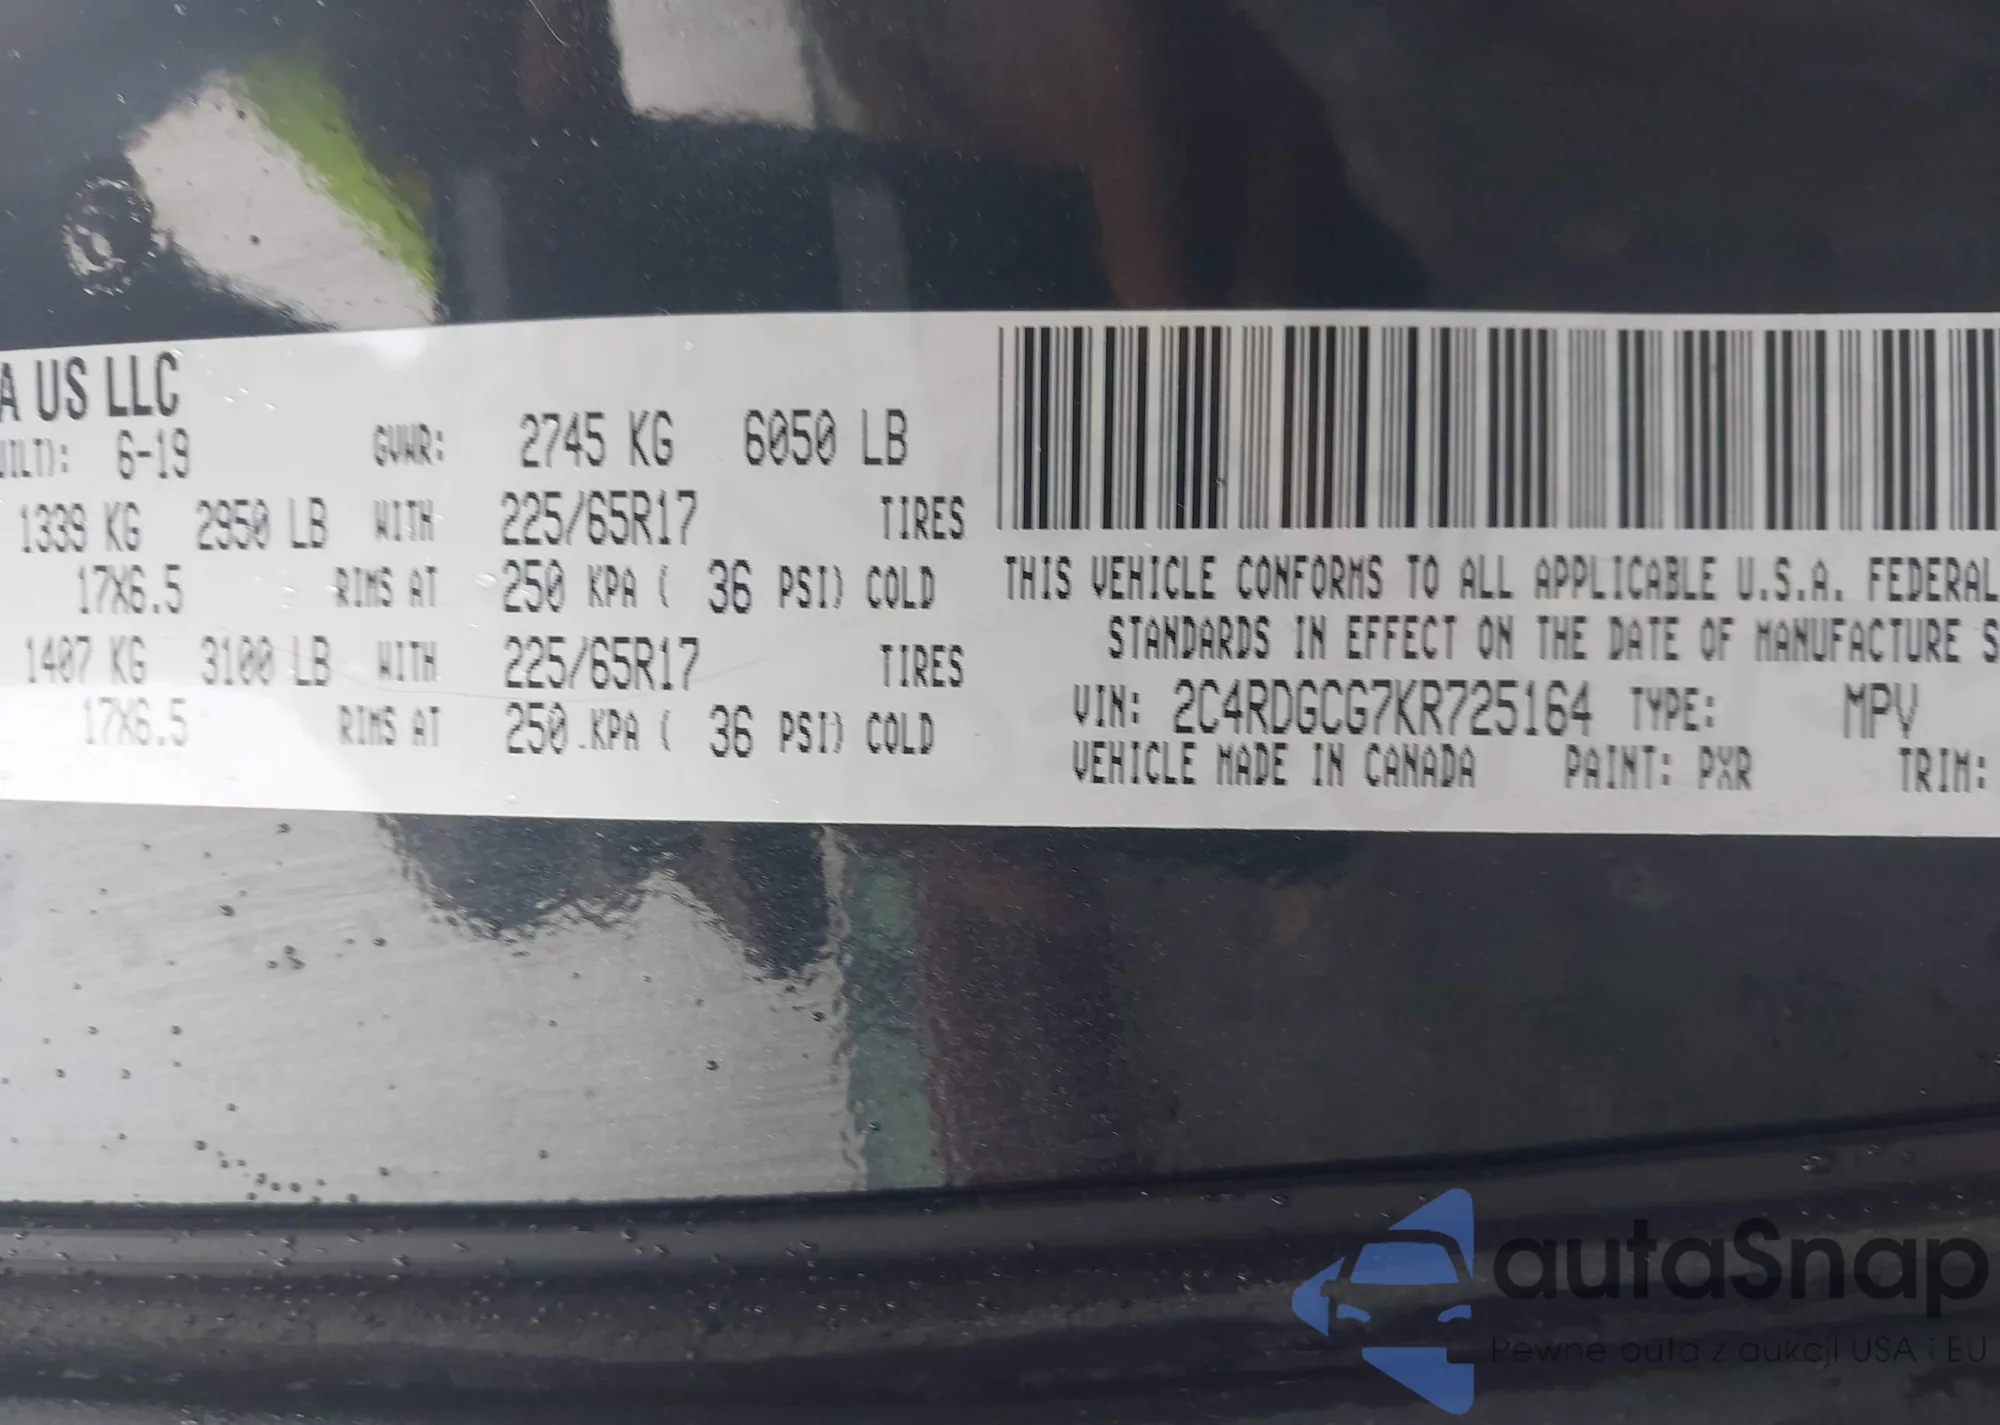 A US LLC
UILT): 6-19 GVWR: 2745 KG 6050 LB
1339 KG 2950 LB WITH 225/65R17 TIRES
17X6.5 RIMS AT 250 KPA ( 36 PSI) COLD
1407 KG 3100 LB WITH 225/65R17 TIRES
17X6.5 RIMS AT 250 KPA ( 36 PSI) COLD
THIS VEHICLE CONFORMS TO ALL APPLICABLE U.S.A. FEDERAL
STANDARDS IN EFFECT ON THE DATE OF MANUFACTURE S
VIN: 2C4RDGCG7KR725164 TYPE: MPV
VEHICLE MADE IN CANADA PAINT: PXR TRIM:
autaSnap
Pewne auta z aukcji USA i EU